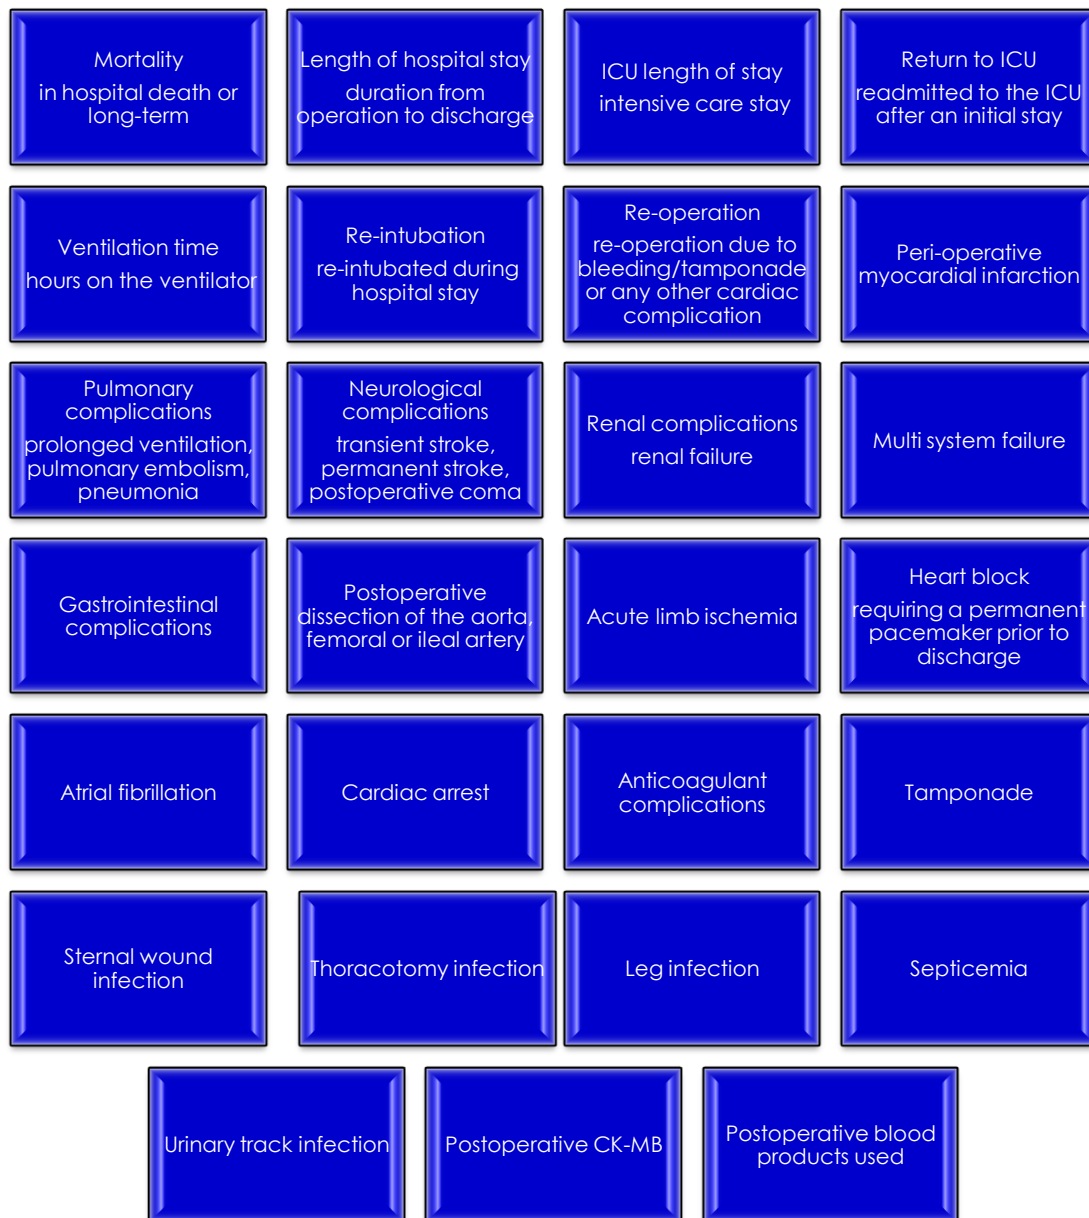 Mortality
in hospital death or
long-term
Length of hospital stay
duration from
operation to discharge
ICU length of stay
intensive care stay
Return to ICU
readmitted to the ICU
after an initial stay
Ventilation time
hours on the ventilator
Re-intubation
re-intubated during
hospital stay
Re-operation
re-operation due to
bleeding/tamponade
or any other cardiac
complication
Peri-operative
myocardial infarction
Pulmonary
complications
prolonged ventilation,
pulmonary embolism,
pneumonia
Neurological
complications
transient stroke,
permanent stroke,
postoperative coma
Renal complications
renal failure
Multi system failure
Gastrointestinal
complications
Postoperative
dissection of the aorta,
femoral or ileal artery
Acute limb ischemia
Heart block
requiring a permanent
pacemaker prior to
discharge
Atrial fibrillation
Cardiac arrest
Anticoagulant
complications
Tamponade
Sternal wound
infection
Thoracotomy infection
Leg infection
Septicemia
Urinary track infection
Postoperative CK-MB
Postoperative blood
products used